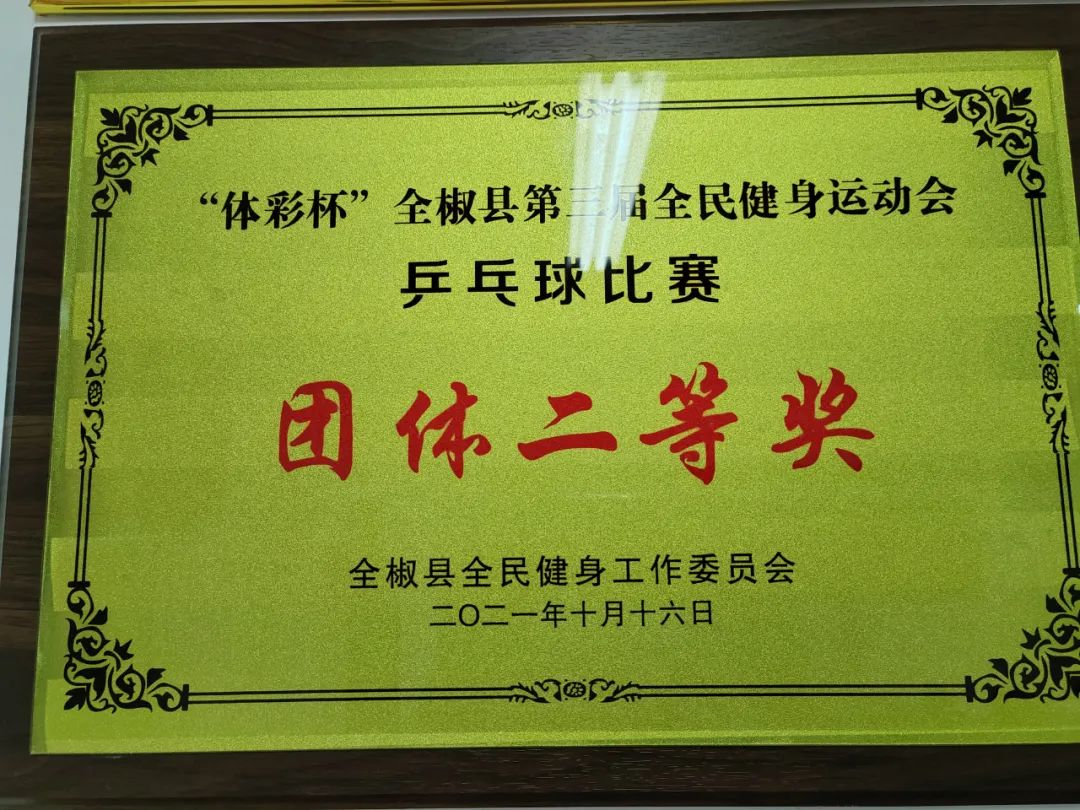 “体彩杯”全椒县第三届全民健身运动会
乒乓球比赛
团体二等奖
全椒县全民健身工作委员会
二〇二一年十月十六日